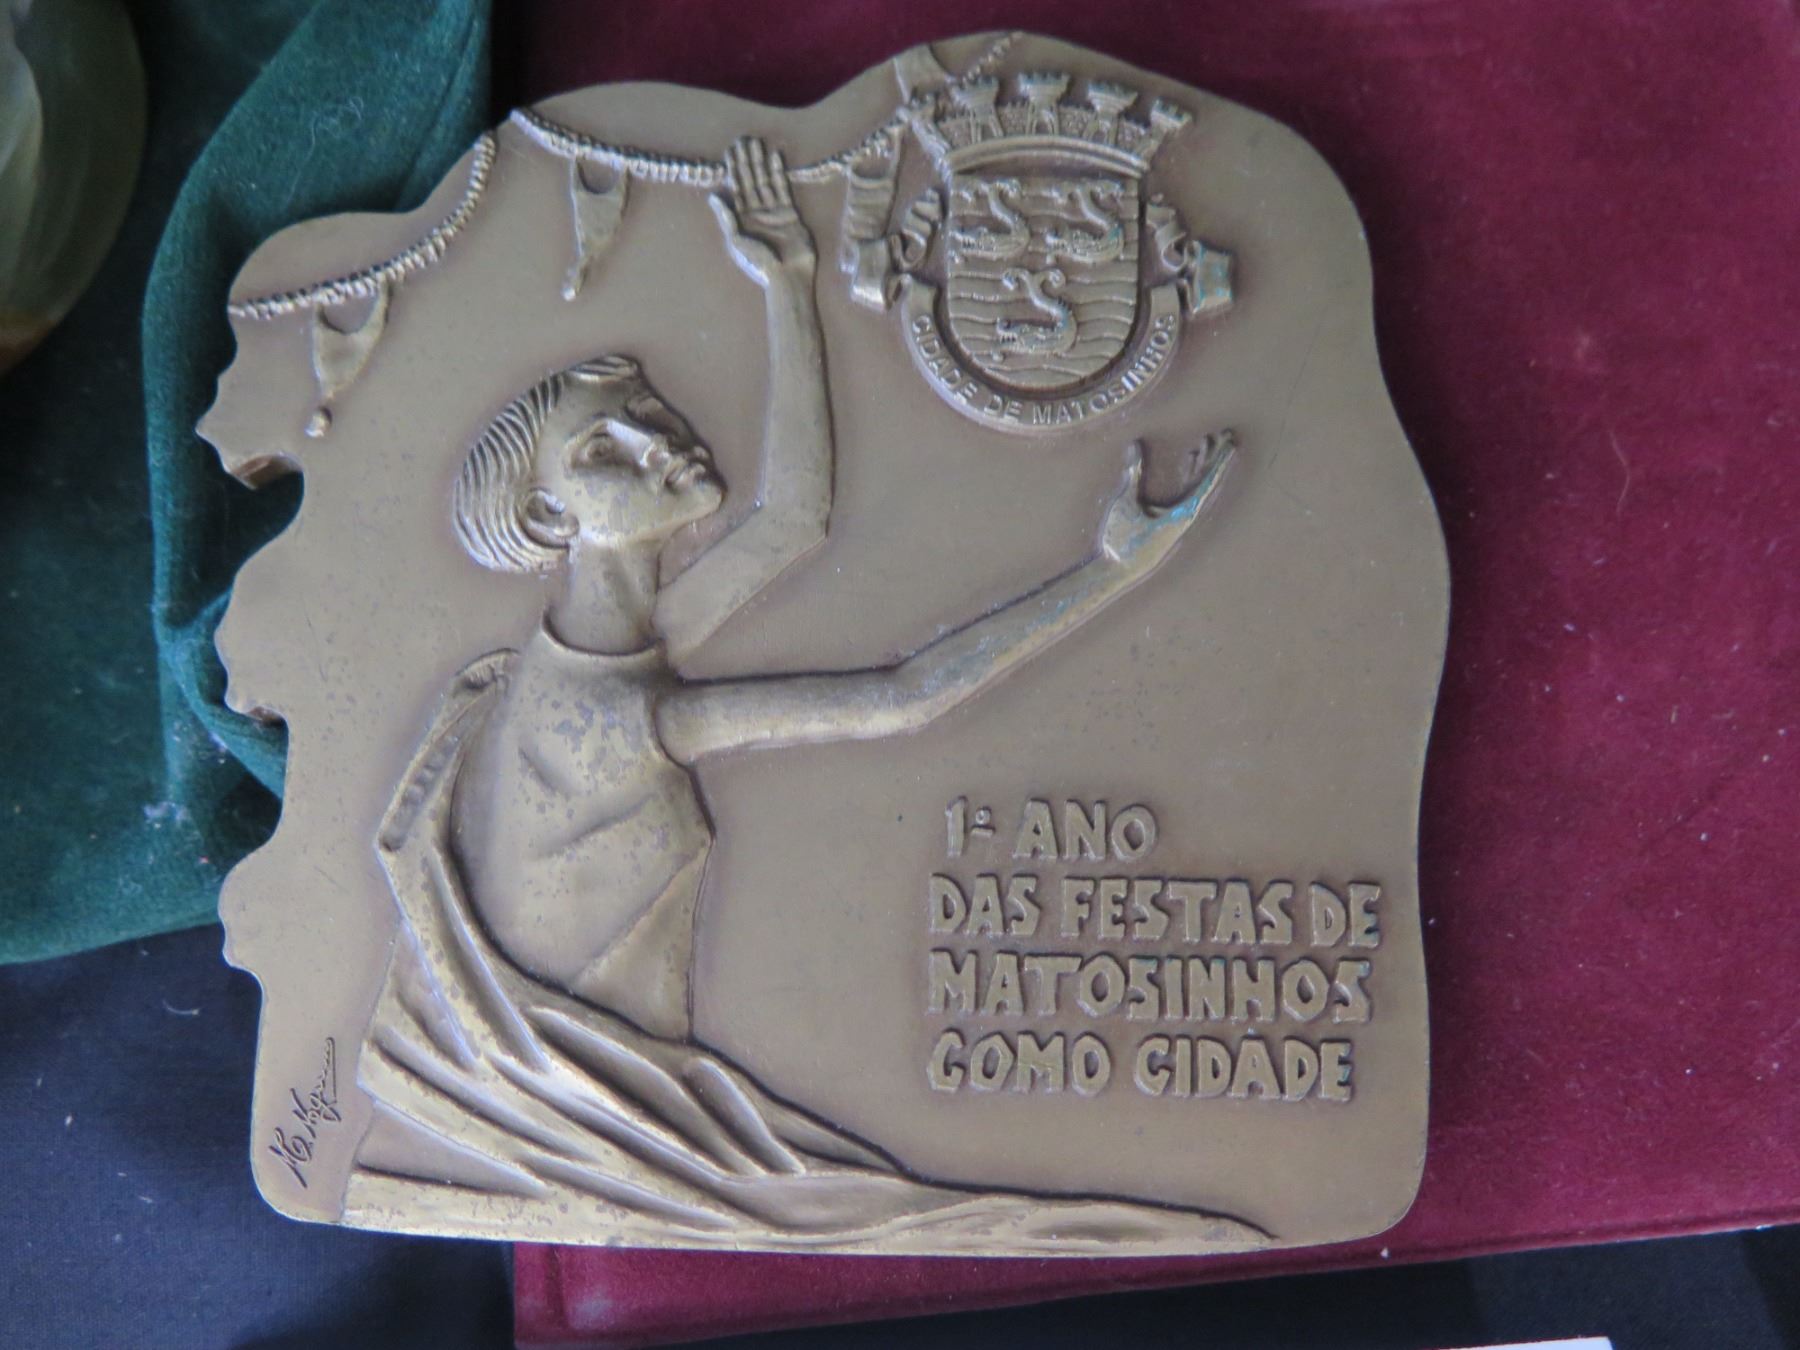 CIDADE DE MATOSINHOS
1º ANO
DAS FESTAS DE
MATOSINHOS
COMO CIDADE